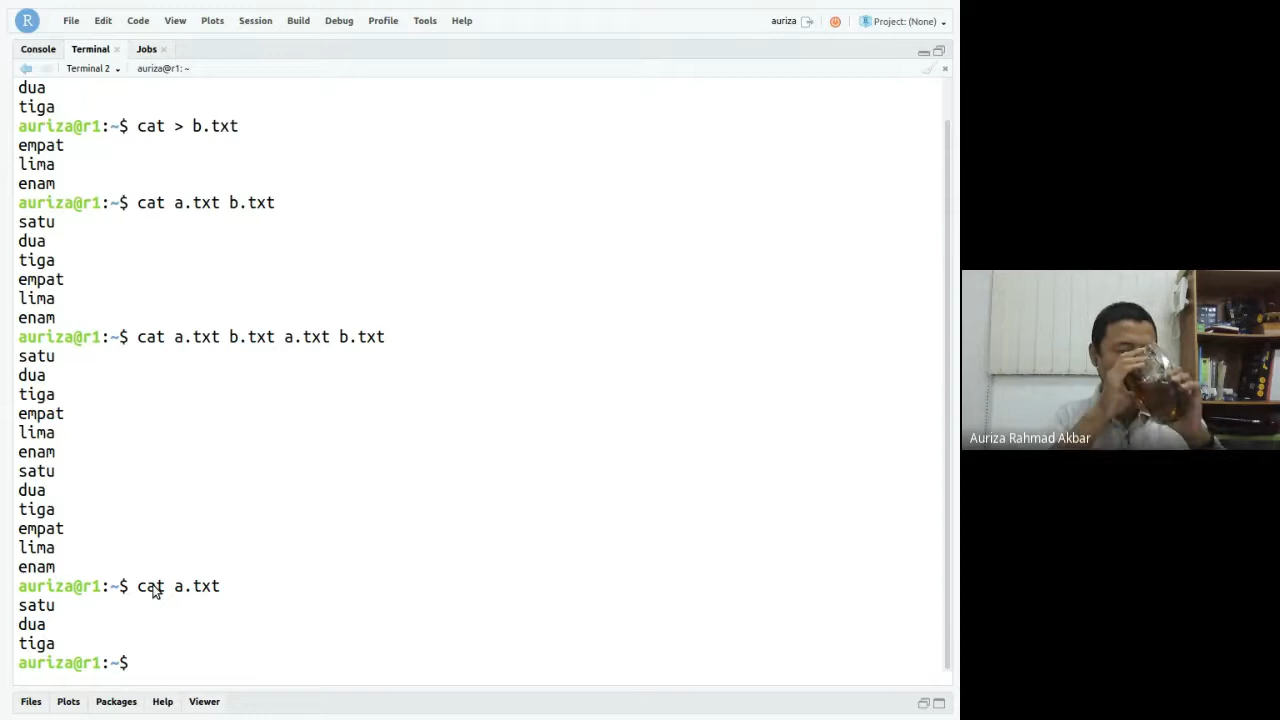 R File Edit Code View Plots Session Build Debug Profile Tools Help auriza Project: (None)
Console Terminal Jobs
Terminal 2 auriza@r1: ~
dua
tiga
auriza@r1:~$ cat > b.txt
empat
lima
enam
auriza@r1:~$ cat a.txt b.txt
satu
dua
tiga
empat
lima
enam
auriza@r1:~$ cat a.txt b.txt a.txt b.txt
satu
dua
tiga
empat
lima
enam
satu
dua
tiga
empat
lima
enam
auriza@r1:~$ cat a.txt
satu
dua
tiga
auriza@r1:~$
Files Plots Packages Help Viewer
Auriza Rahmad Akbar